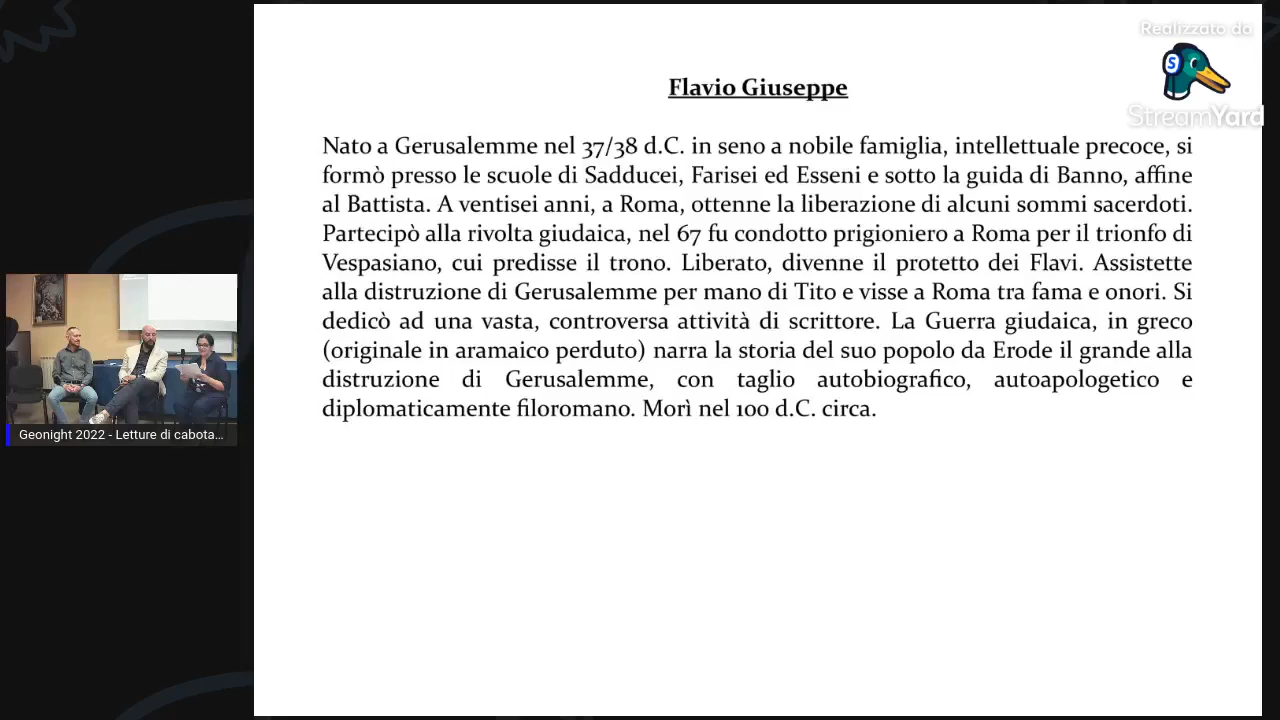 Realizzato da
StreamYard
Flavio Giuseppe
Nato a Gerusalemme nel 37/38 d.C. in seno a nobile famiglia, intellettuale precoce, si
formò presso le scuole di Sadducei, Farisei ed Esseni e sotto la guida di Banno, affine
al Battista. A ventisei anni, a Roma, ottenne la liberazione di alcuni sommi sacerdoti.
Partecipò alla rivolta giudaica, nel 67 fu condotto prigioniero a Roma per il trionfo di
Vespasiano, cui predisse il trono. Liberato, divenne il protetto dei Flavi. Assistette
alla distruzione di Gerusalemme per mano di Tito e visse a Roma tra fama e onori. Si
dedicò ad una vasta, controversa attività di scrittore. La Guerra giudaica, in greco
(originale in aramaico perduto) narra la storia del suo popolo da Erode il grande alla
distruzione di Gerusalemme, con taglio autobiografico, autoapologetico e
diplomaticamente filoromano. Morì nel 100 d.C. circa.
Geonight 2022 - Letture di cabota...